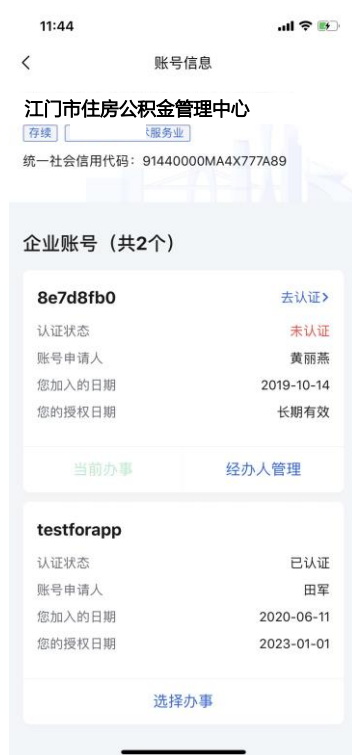 11:44
账号信息
江门市住房公积金管理中心
存续 服务业
统一社会信用代码：91440000MA4X777A89
企业账号（共2个）
8e7d8fb0 去认证>
认证状态 未认证
账号申请人 黄丽燕
您加入的日期 2019-10-14
您的授权日期 长期有效
当前办事 经办人管理
testforapp
认证状态 已认证
账号申请人 田军
您加入的日期 2020-06-11
您的授权日期 2023-01-01
选择办事